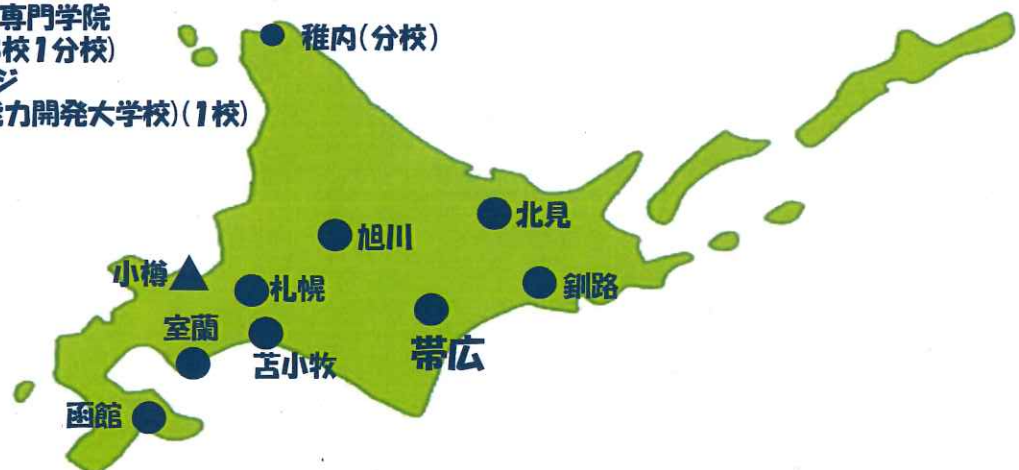 専門学院
校1分校)
ジ
力開発大学校)(1校)
稚内(分校)
北見
旭川
小樽
札幌
釧路
室蘭
苫小牧
帯広
函館